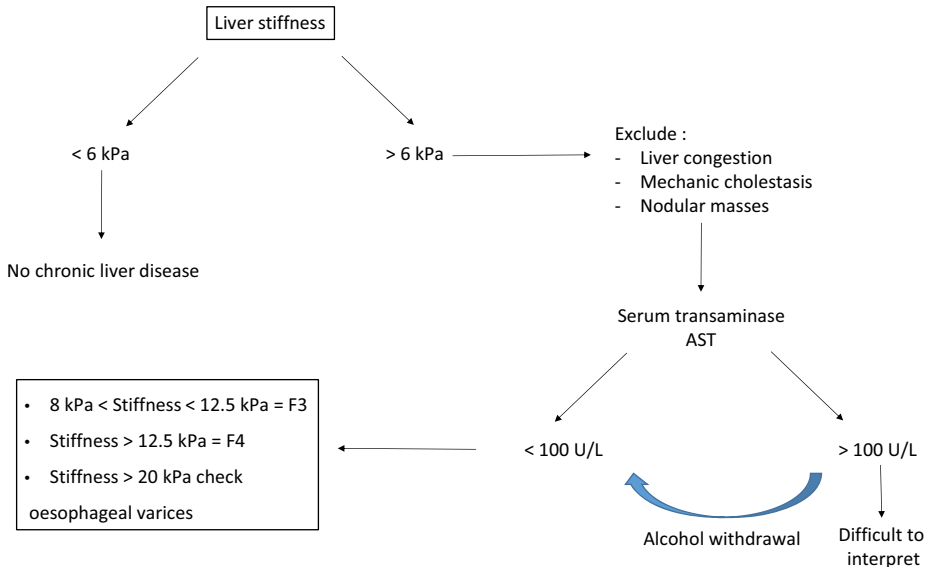 Liver stiffness
< 6 kPa
> 6 kPa
Exclude :
- Liver congestion
- Mechanic cholestasis
- Nodular masses
No chronic liver disease
Serum transaminase
AST
• 8 kPa < Stiffness < 12.5 kPa = F3
• Stiffness > 12.5 kPa = F4
• Stiffness > 20 kPa check
oesophageal varices
< 100 U/L
> 100 U/L
Alcohol withdrawal
Difficult to
interpret